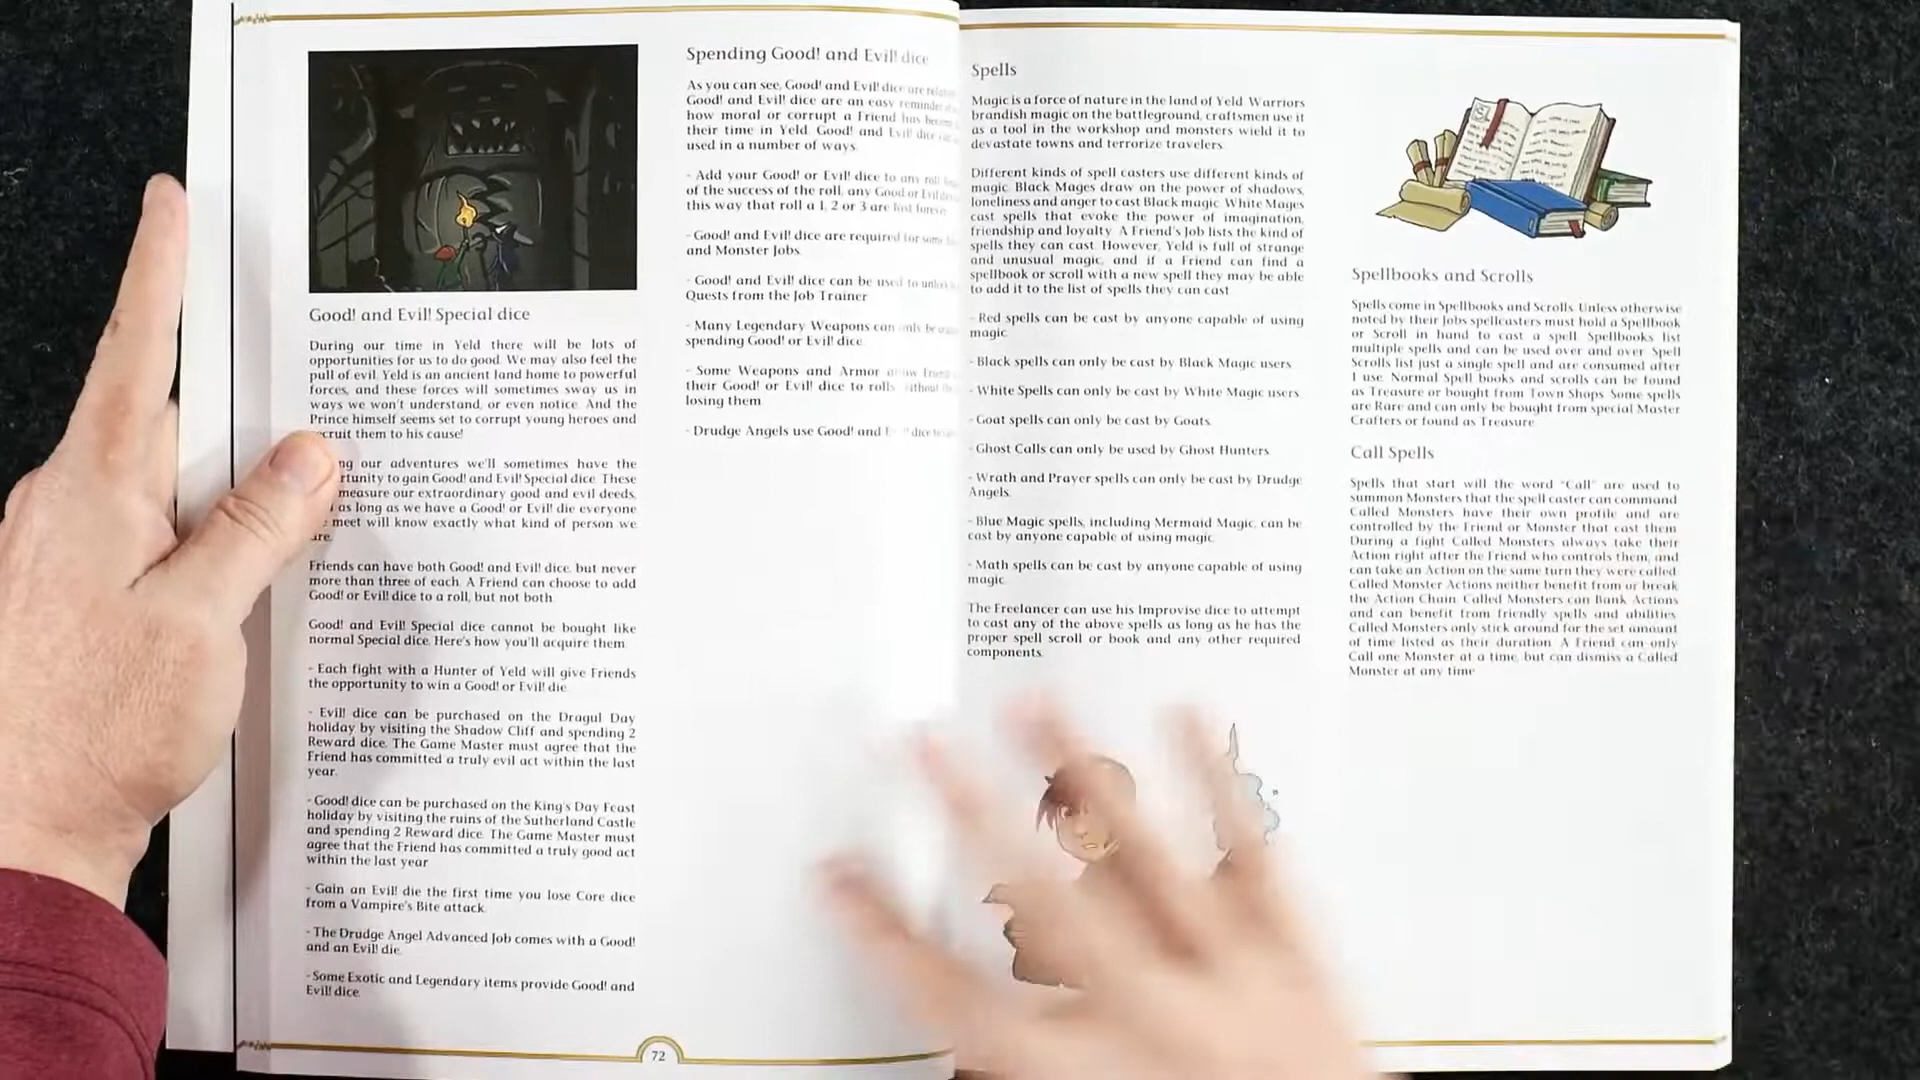 Good! and Evil! Special dice
During our time in Yeld there will be lots of
opportunities for us to do good. We may also feel the
pull of evil. Yeld is an ancient land home to powerful
forces, and these forces will sometimes sway us in
ways we won't understand, or even notice. And the
Prince himself seems set to corrupt young heroes and
recruit them to his cause!
our adventures we'll sometimes have the
to gain Good! and Evil! Special dice. These
measure our extraordinary good and evil deeds,
as long as we have a Good! or Evil! die everyone
meet will know exactly what kind of person we
are.
Friends can have both Good! and Evil! dice, but never
more than three of each. A Friend can choose to add
Good! or Evil! dice to a roll, but not both.
Good! and Evil! Special dice cannot be bought like
normal Special dice. Here's how you'll acquire them.
- Each fight with a Hunter of Yeld will give Friends
the opportunity to win a Good! or Evil! die.
- Evil! dice can be purchased on the Dragul Day
holiday by visiting the Shadow Cliff and spending 2
Reward dice. The Game Master must agree that the
Friend has committed a truly evil act within the last
year.
- Good! dice can be purchased on the King's Day Feast
holiday by visiting the ruins of the Sutherland Castle
and spending 2 Reward dice. The Game Master must
agree that the Friend has committed a truly good act
within the last year.
- Gain an Evil! die the first time you lose Core dice
from a Vampire's Bite attack.
- The Drudge Angel Advanced Job comes with a Good!
and an Evil! die.
- Some Exotic and Legendary items provide Good! and
Evil! dice.
Spending Good! and Evil! dice
As you can see, Good! and Evil! dice are
Good! and Evil! dice are an easy reminder
how moral or corrupt a Friend has
their time in Yeld. Good! and Evil! dice
used in a number of ways.
- Add your Good! or Evil! dice to any roll
of the success of the roll, any Good or Evil
this way that roll a 1, 2 or 3 are lost forever.
- Good! and Evil! dice are required for some
and Monster Jobs.
- Good! and Evil! dice can be used to unlock
Quests from the Job Trainer
- Many Legendary Weapons can only be
spending Good! or Evil! dice.
- Some Weapons and Armor allow
their Good! or Evil! dice to rolls without
losing them.
- Drudge Angels use Good! and Evil! dice
72
Spells
Magic is a force of nature in the land of Yeld. Warriors
brandish magic on the battleground, craftsmen use it
as a tool in the workshop and monsters wield it to
devastate towns and terrorize travelers.
Different kinds of spell casters use different kinds of
magic. Black Mages draw on the power of shadows,
loneliness and anger to cast Black magic. White Mages
cast spells that evoke the power of imagination,
friendship and loyalty. A Friend's Job lists the kind of
spells they can cast. However, Yeld is full of strange
and unusual magic, and if a Friend can find a
spellbook or scroll with a new spell they may be able
to add it to the list of spells they can cast.
- Red spells can be cast by anyone capable of using
magic.
- Black spells can only be cast by Black Magic users.
- White Spells can only be cast by White Magic users.
- Goat spells can only be cast by Goats.
- Ghost Calls can only be used by Ghost Hunters.
- Wrath and Prayer spells can only be cast by Drudge
Angels.
- Blue Magic spells, including Mermaid Magic, can be
cast by anyone capable of using magic.
- Math spells can be cast by anyone capable of using
magic.
The Freelancer can use his Improvise dice to attempt
to cast any of the above spells as long as he has the
proper spell scroll or book and any other required
components.
Spellbooks and Scrolls
Spells come in Spellbooks and Scrolls. Unless otherwise
noted by their Jobs spellcasters must hold a Spellbook
or Scroll in hand to cast a spell. Spellbooks list
multiple spells and can be used over and over. Spell
Scrolls list just a single spell and are consumed after
1 use. Normal Spell books and scrolls can be found
as Treasure or bought from Town Shops. Some spells
are Rare and can only be bought from special Master
Crafters or found as Treasure.
Call Spells
Spells that start will the word "Call" are used to
summon Monsters that the spell caster can command.
Called Monsters have their own profile and are
controlled by the Friend or Monster that cast them.
During a fight Called Monsters always take their
Action right after the Friend who controls them, and
can take an Action on the same turn they were called.
Called Monster Actions neither benefit from or break
the Action Chain. Called Monsters can Bank Actions
and can benefit from friendly spells and abilities.
Called Monsters only stick around for the set amount
of time listed as their duration. A Friend can only
Call one Monster at a time, but can dismiss a Called
Monster at any time.